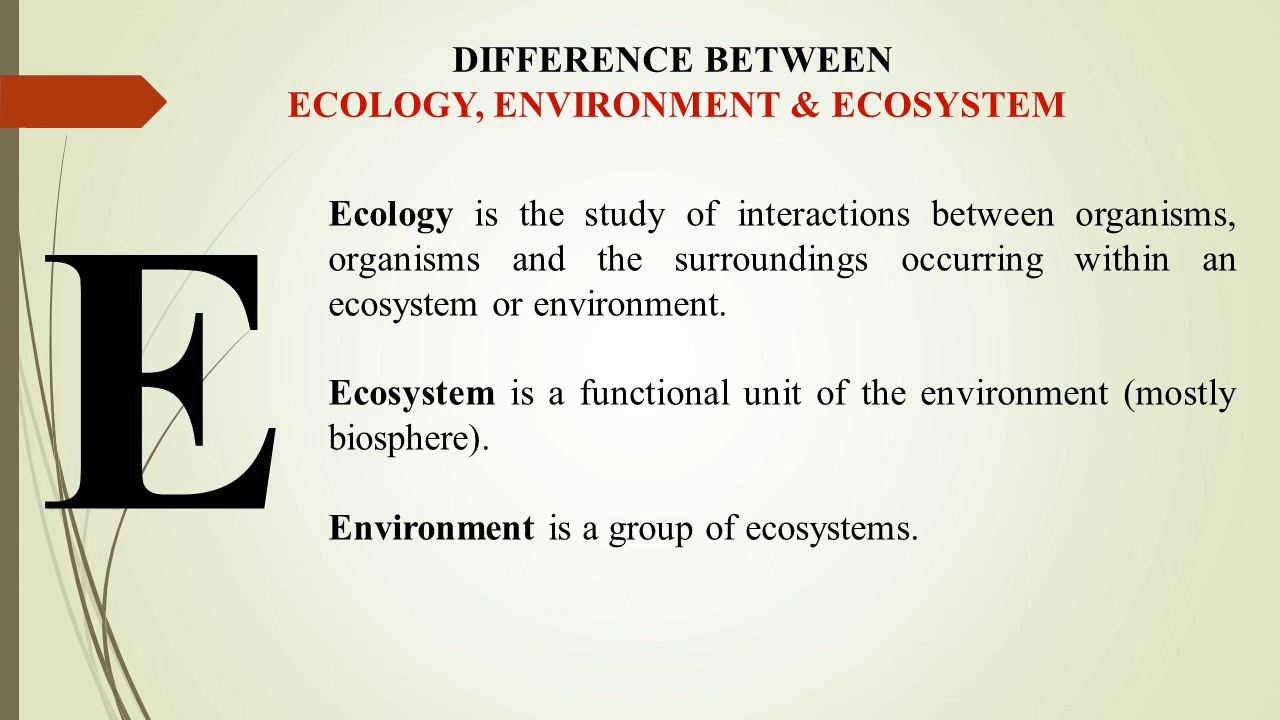 DIFFERENCE BETWEEN
ECOLOGY, ENVIRONMENT & ECOSYSTEM
E
Ecology is the study of interactions between organisms,
organisms and the surroundings occurring within an
ecosystem or environment.
Ecosystem is a functional unit of the environment (mostly
biosphere).
Environment is a group of ecosystems.